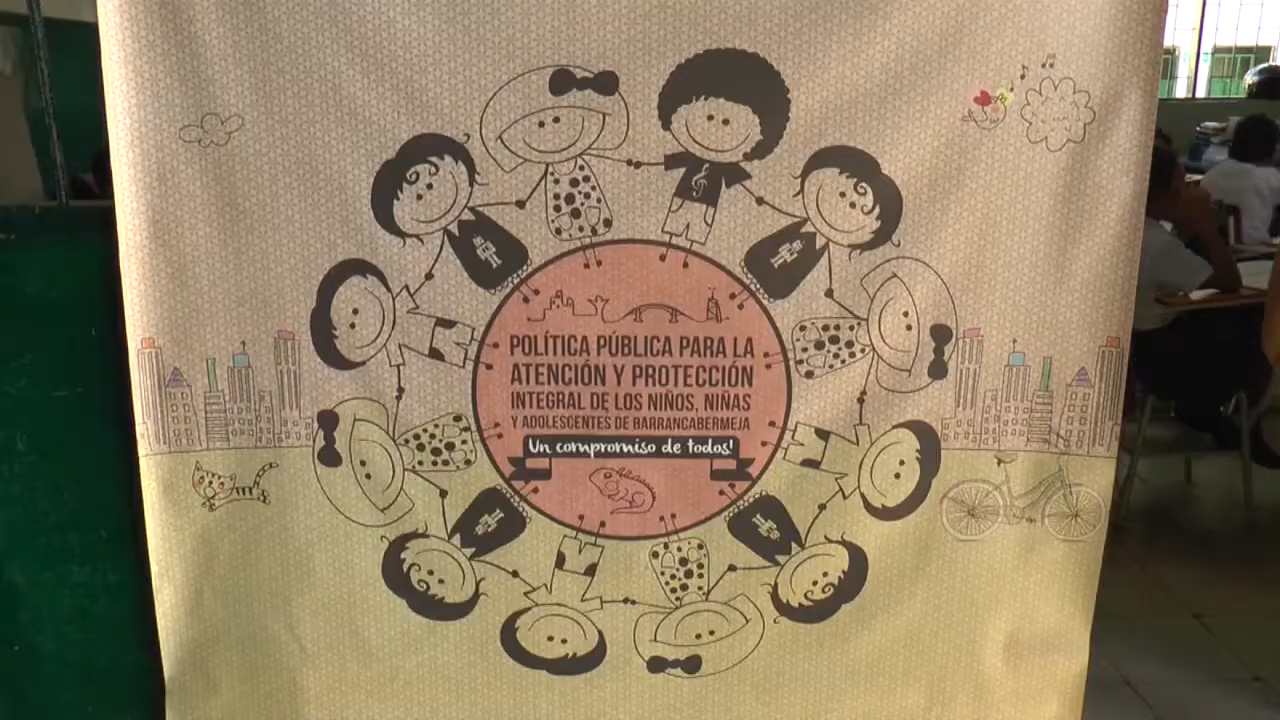 POLÍTICA PÚBLICA PARA LA
ATENCIÓN Y PROTECCIÓN
INTEGRAL DE LOS NIÑOS, NIÑAS
Y ADOLESCENTES DE BARRANCABERMEJA
Un compromiso de todos!